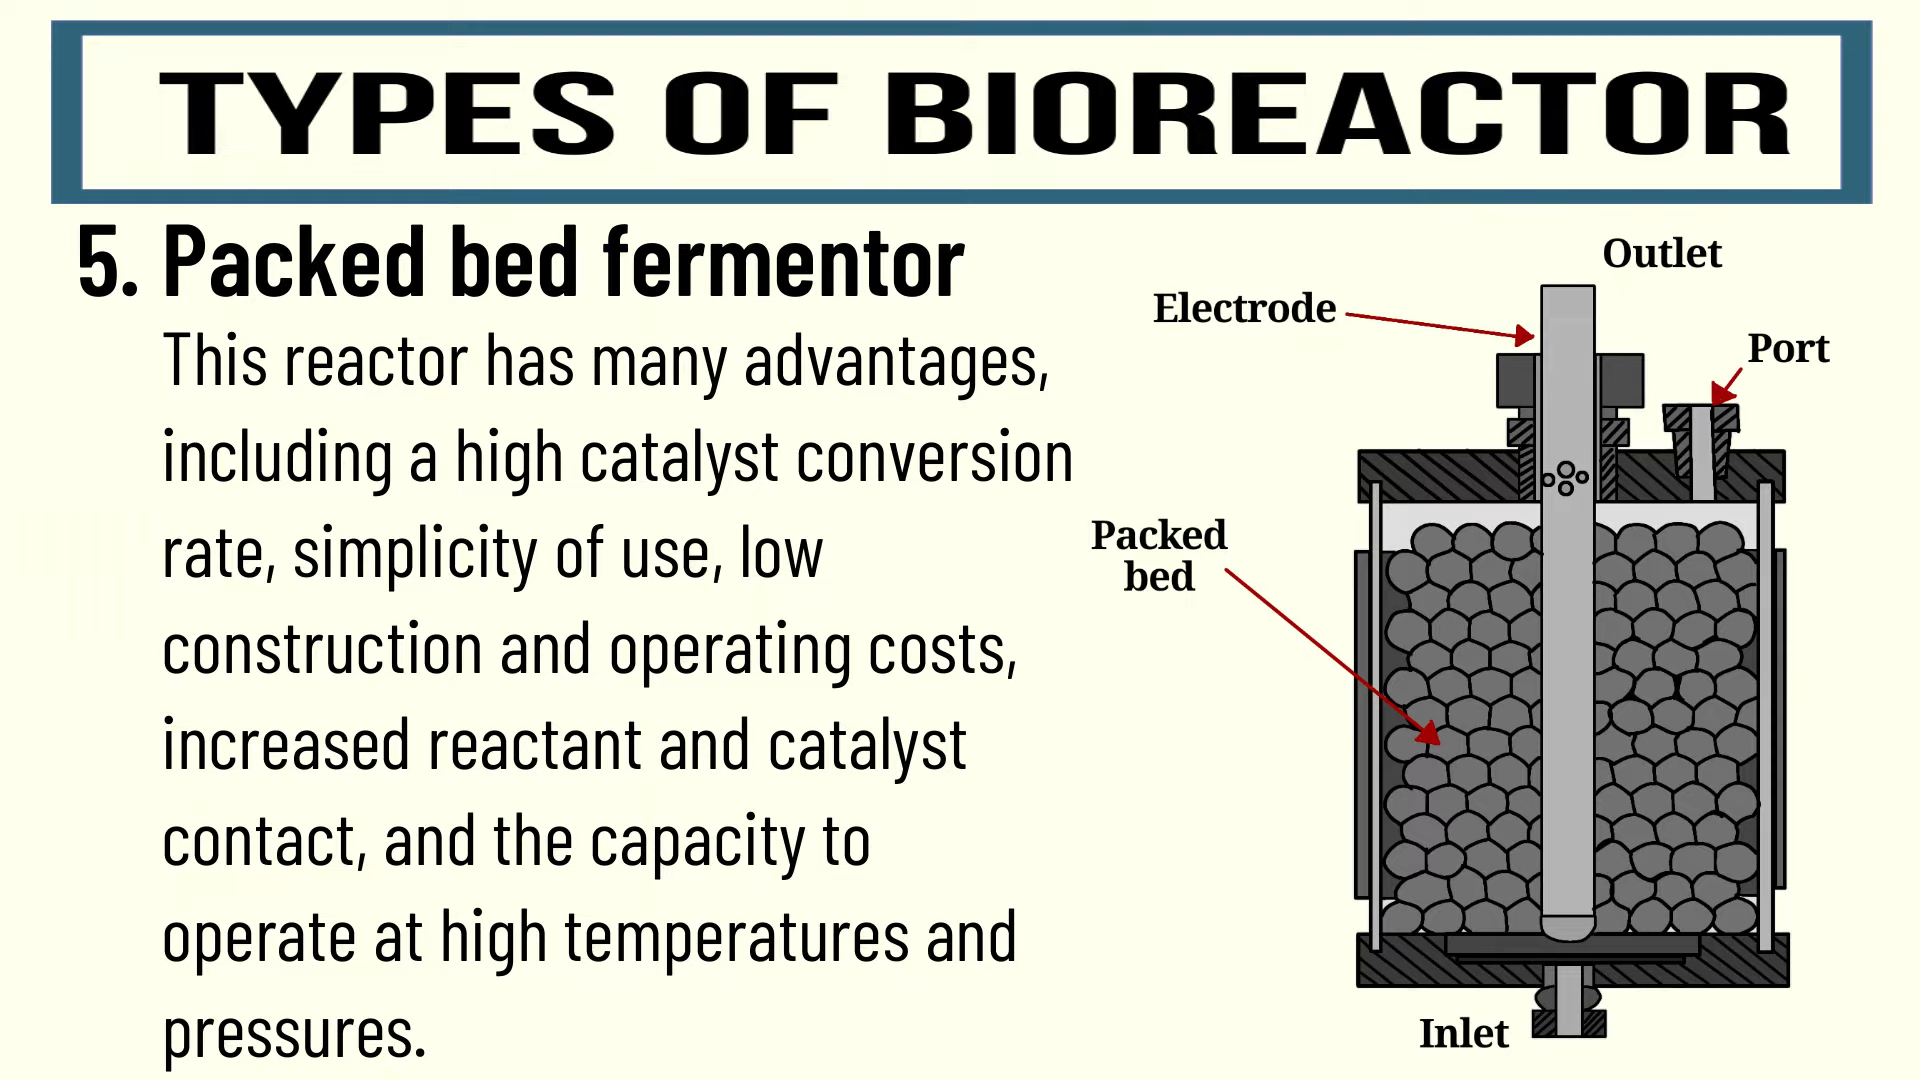 TYPES OF BIOREACTOR
5. Packed bed fermentor
This reactor has many advantages,
including a high catalyst conversion
rate, simplicity of use, low
construction and operating costs,
increased reactant and catalyst
contact, and the capacity to
operate at high temperatures and
pressures.
Outlet
Electrode
Port
Packed
bed
Inlet